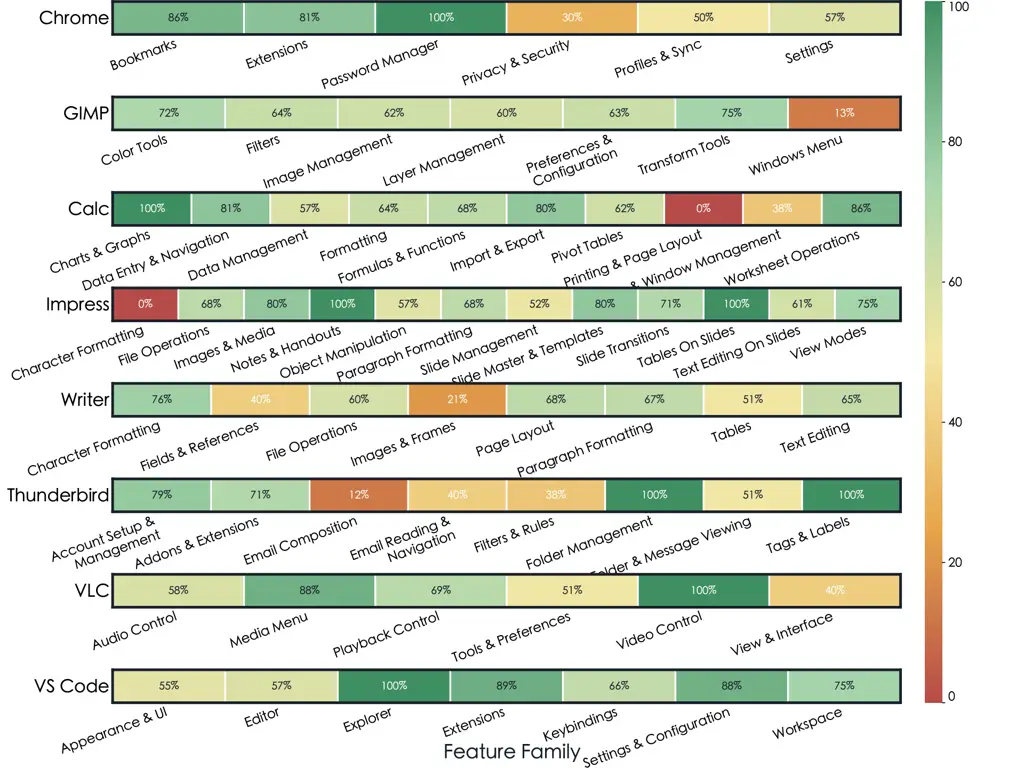 Chrome 86% 81% 100% 30% 50% 57%
Bookmarks Extensions Password Manager Privacy & Security Profiles & Sync Settings
GIMP 72% 64% 62% 60% 63% 75% 13%
Color Tools Filters Image Management Layer Management Preferences & Configuration Transform Tools Windows Menu
Calc 100% 81% 57% 64% 68% 80% 62% 0% 38% 86%
Charts & Graphs Data Entry & Navigation Data Management Formatting Formulas & Functions Import & Export Pivot Tables Printing & Page Layout & Window Management Worksheet Operations
Impress 0% 68% 80% 100% 57% 68% 52% 80% 71% 100% 61% 75%
Character Formatting File Operations Images & Media Notes & Handouts Object Manipulation Paragraph Formatting Slide Management Slide Master & Templates Slide Transitions Tables On Slides Text Editing On Slides View Modes
Writer 76% 40% 60% 21% 68% 67% 51% 65%
Character Formatting Fields & References File Operations Images & Frames Page Layout Paragraph Formatting Tables Text Editing
Thunderbird 79% 71% 12% 40% 38% 100% 51% 100%
Account Setup & Management Addons & Extensions Email Composition Email Reading & Navigation Filters & Rules Folder Management Folder & Message Viewing Tags & Labels
VLC 58% 88% 69% 51% 100% 40%
Audio Control Media Menu Playback Control Tools & Preferences Video Control View & Interface
VS Code 55% 57% 100% 89% 66% 88% 75%
Appearance & UI Editor Explorer Extensions Keybindings Settings & Configuration Workspace
Feature Family
100
80
60
40
20
0